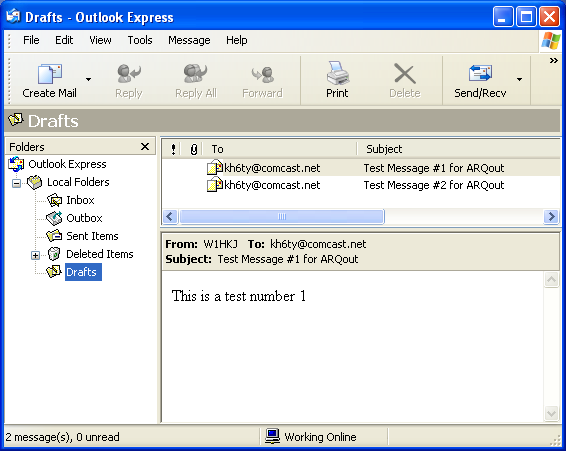 Drafts - Outlook Express
File Edit View Tools Message Help
Create Mail Reply Reply All Forward Print Delete Send/Recv
Drafts
Folders
Outlook Express
Local Folders
Inbox
Outbox
Sent Items
Deleted Items
Drafts
! To Subject
kh6ty@comcast.net Test Message #1 for ARQout
kh6ty@comcast.net Test Message #2 for ARQout
From: W1HKJ To: kh6ty@comcast.net
Subject: Test Message #1 for ARQout
This is a test number 1
2 message(s), 0 unread Working Online